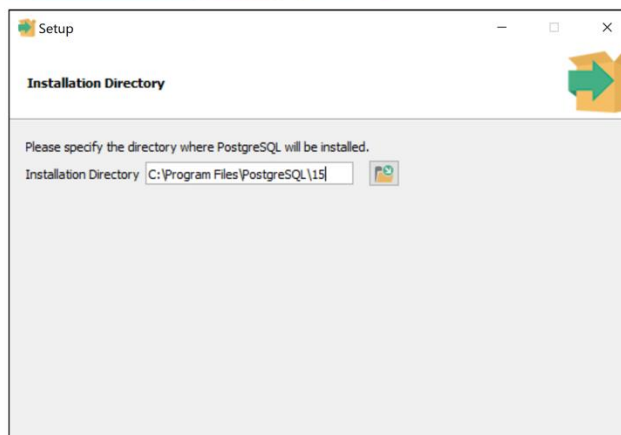 Setup
Installation Directory
Please specify the directory where PostgreSQL will be installed.
Installation Directory C:\Program Files\PostgreSQL\15